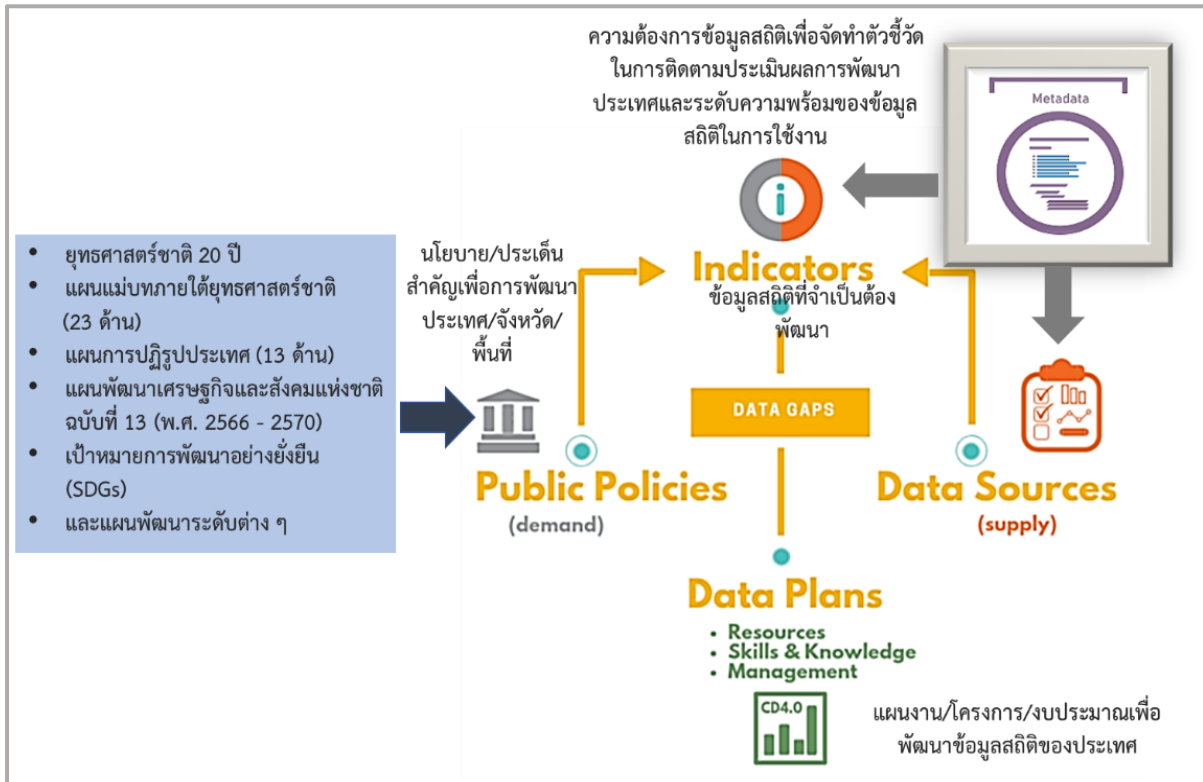 ความต้องการข้อมูลสถิติเพื่อจัดทำตัวชี้วัด
ในการติดตามประเมินผลการพัฒนา
ประเทศและระดับความพร้อมของข้อมูล
สถิติในการใช้งาน
Metadata
• ยุทธศาสตร์ชาติ 20 ปี
• แผนแม่บทภายใต้ยุทธศาสตร์ชาติ
(23 ด้าน)
• แผนการปฏิรูปประเทศ (13 ด้าน)
• แผนพัฒนาเศรษฐกิจและสังคมแห่งชาติ
ฉบับที่ 13 (พ.ศ. 2566 - 2570)
• เป้าหมายการพัฒนาอย่างยั่งยืน
(SDGs)
• และแผนพัฒนาระดับต่าง ๆ
นโยบาย/ประเด็น
สำคัญเพื่อการพัฒนา
ประเทศ/จังหวัด/
พื้นที่
i
Indicators
ข้อมูลสถิติที่จำเป็นต้อง
พัฒนา
DATA GAPS
Public Policies
(demand)
Data Sources
(supply)
Data Plans
• Resources
• Skills & Knowledge
• Management
CD4.0
แผนงาน/โครงการ/งบประมาณเพื่อ
พัฒนาข้อมูลสถิติของประเทศ